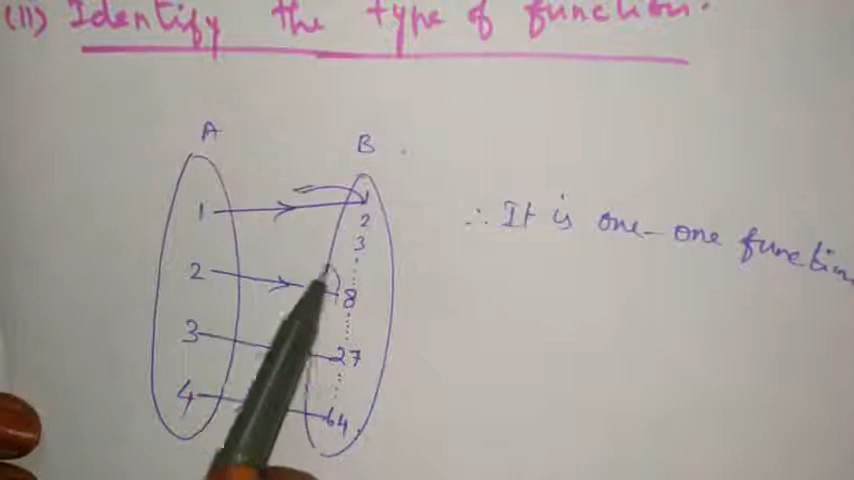 (ii) Identify the type of function.
A B
1 1
2
3
2 8
3 27
4 64
∴ It is one-one function